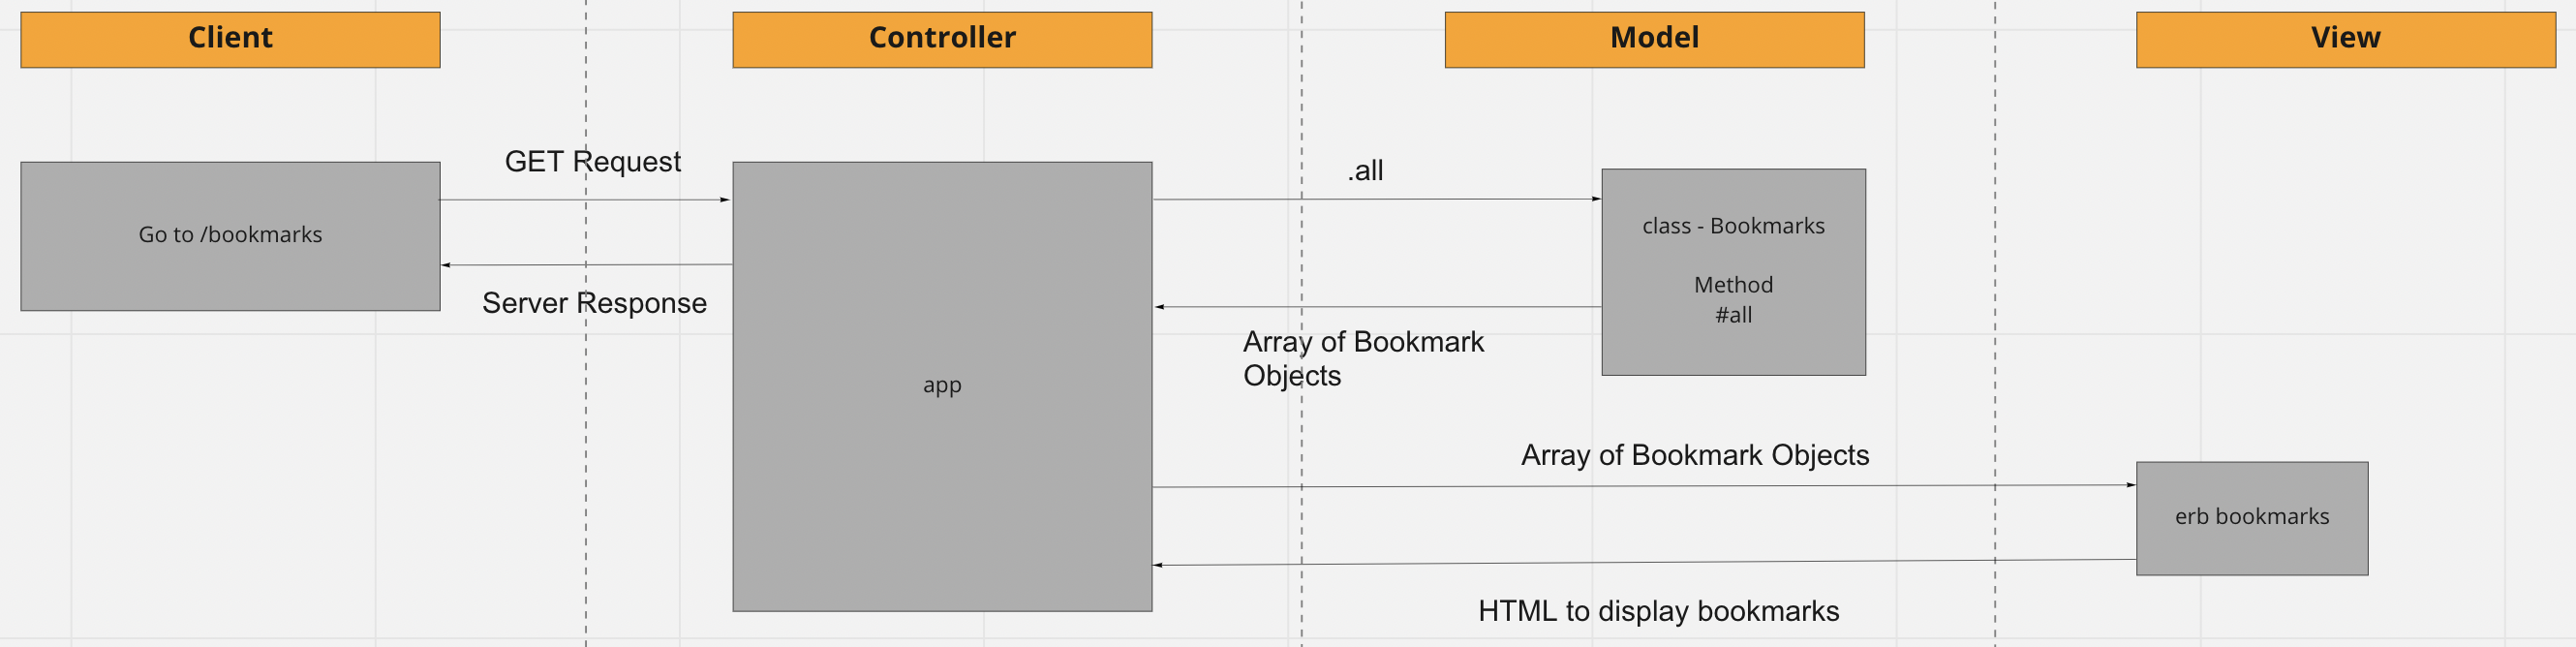 Client
Controller
Model
View
GET Request
.all
Go to /bookmarks
class - Bookmarks
Server Response
Method
#all
Array of Bookmark
Objects
app
Array of Bookmark Objects
erb bookmarks
HTML to display bookmarks